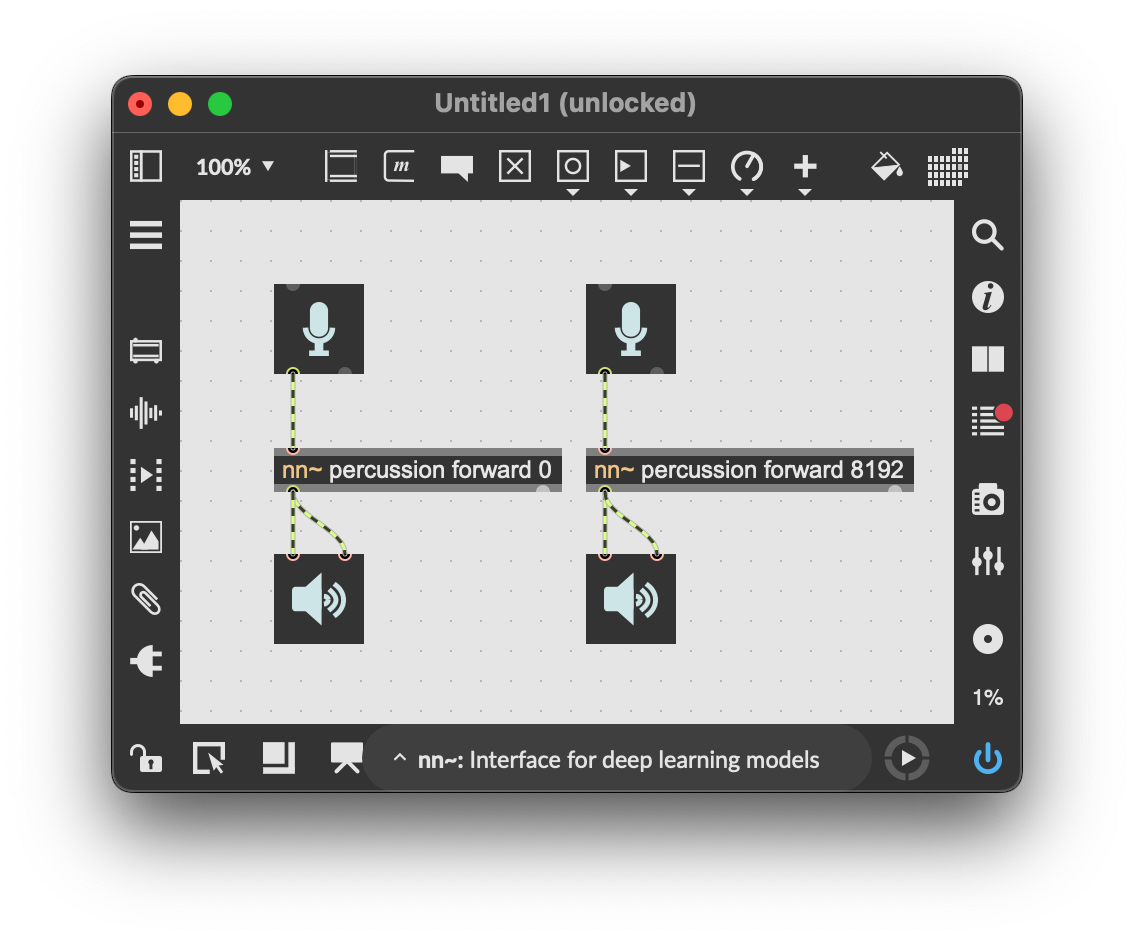 Untitled1 (unlocked)
100%
m
nn~ percussion forward 0
nn~ percussion forward 8192
1%
nn~: Interface for deep learning models